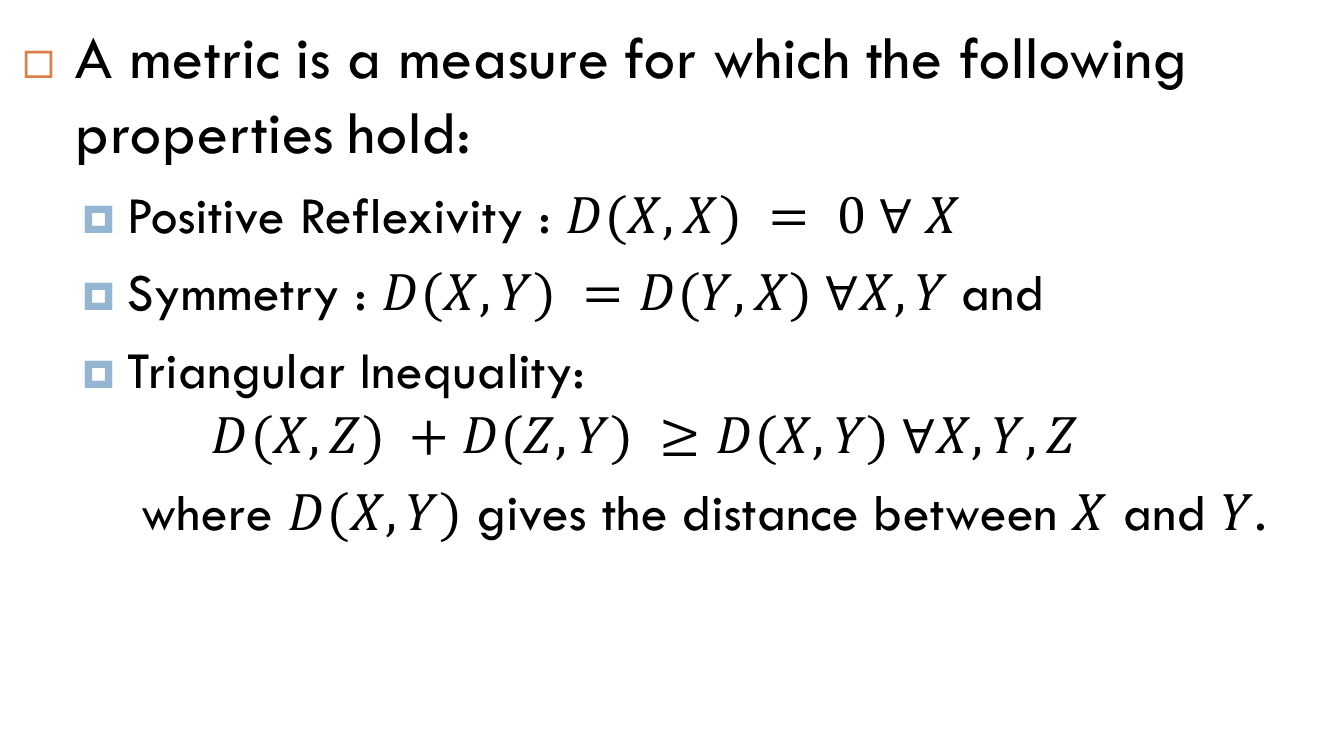 A metric is a measure for which the following
properties hold:
Positive Reflexivity : D(X, X) = 0 ∀ X
Symmetry : D(X, Y) = D(Y, X) ∀X, Y and
Triangular Inequality:
D(X, Z) + D(Z, Y) ≥ D(X, Y) ∀X, Y, Z
where D(X, Y) gives the distance between X and Y.